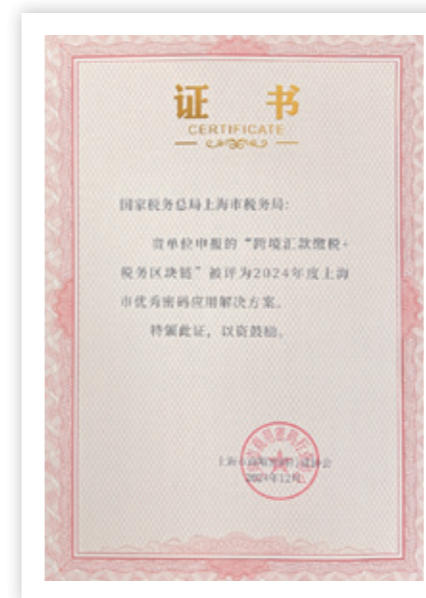 证 书
CERTIFICATE
国家税务总局上海市税务局:
贵单位申报的“跨境汇款缴税+
税务区块链”被评为2024年度上海
市优秀密码应用解决方案。
特颁此证，以资鼓励。
2024年12月